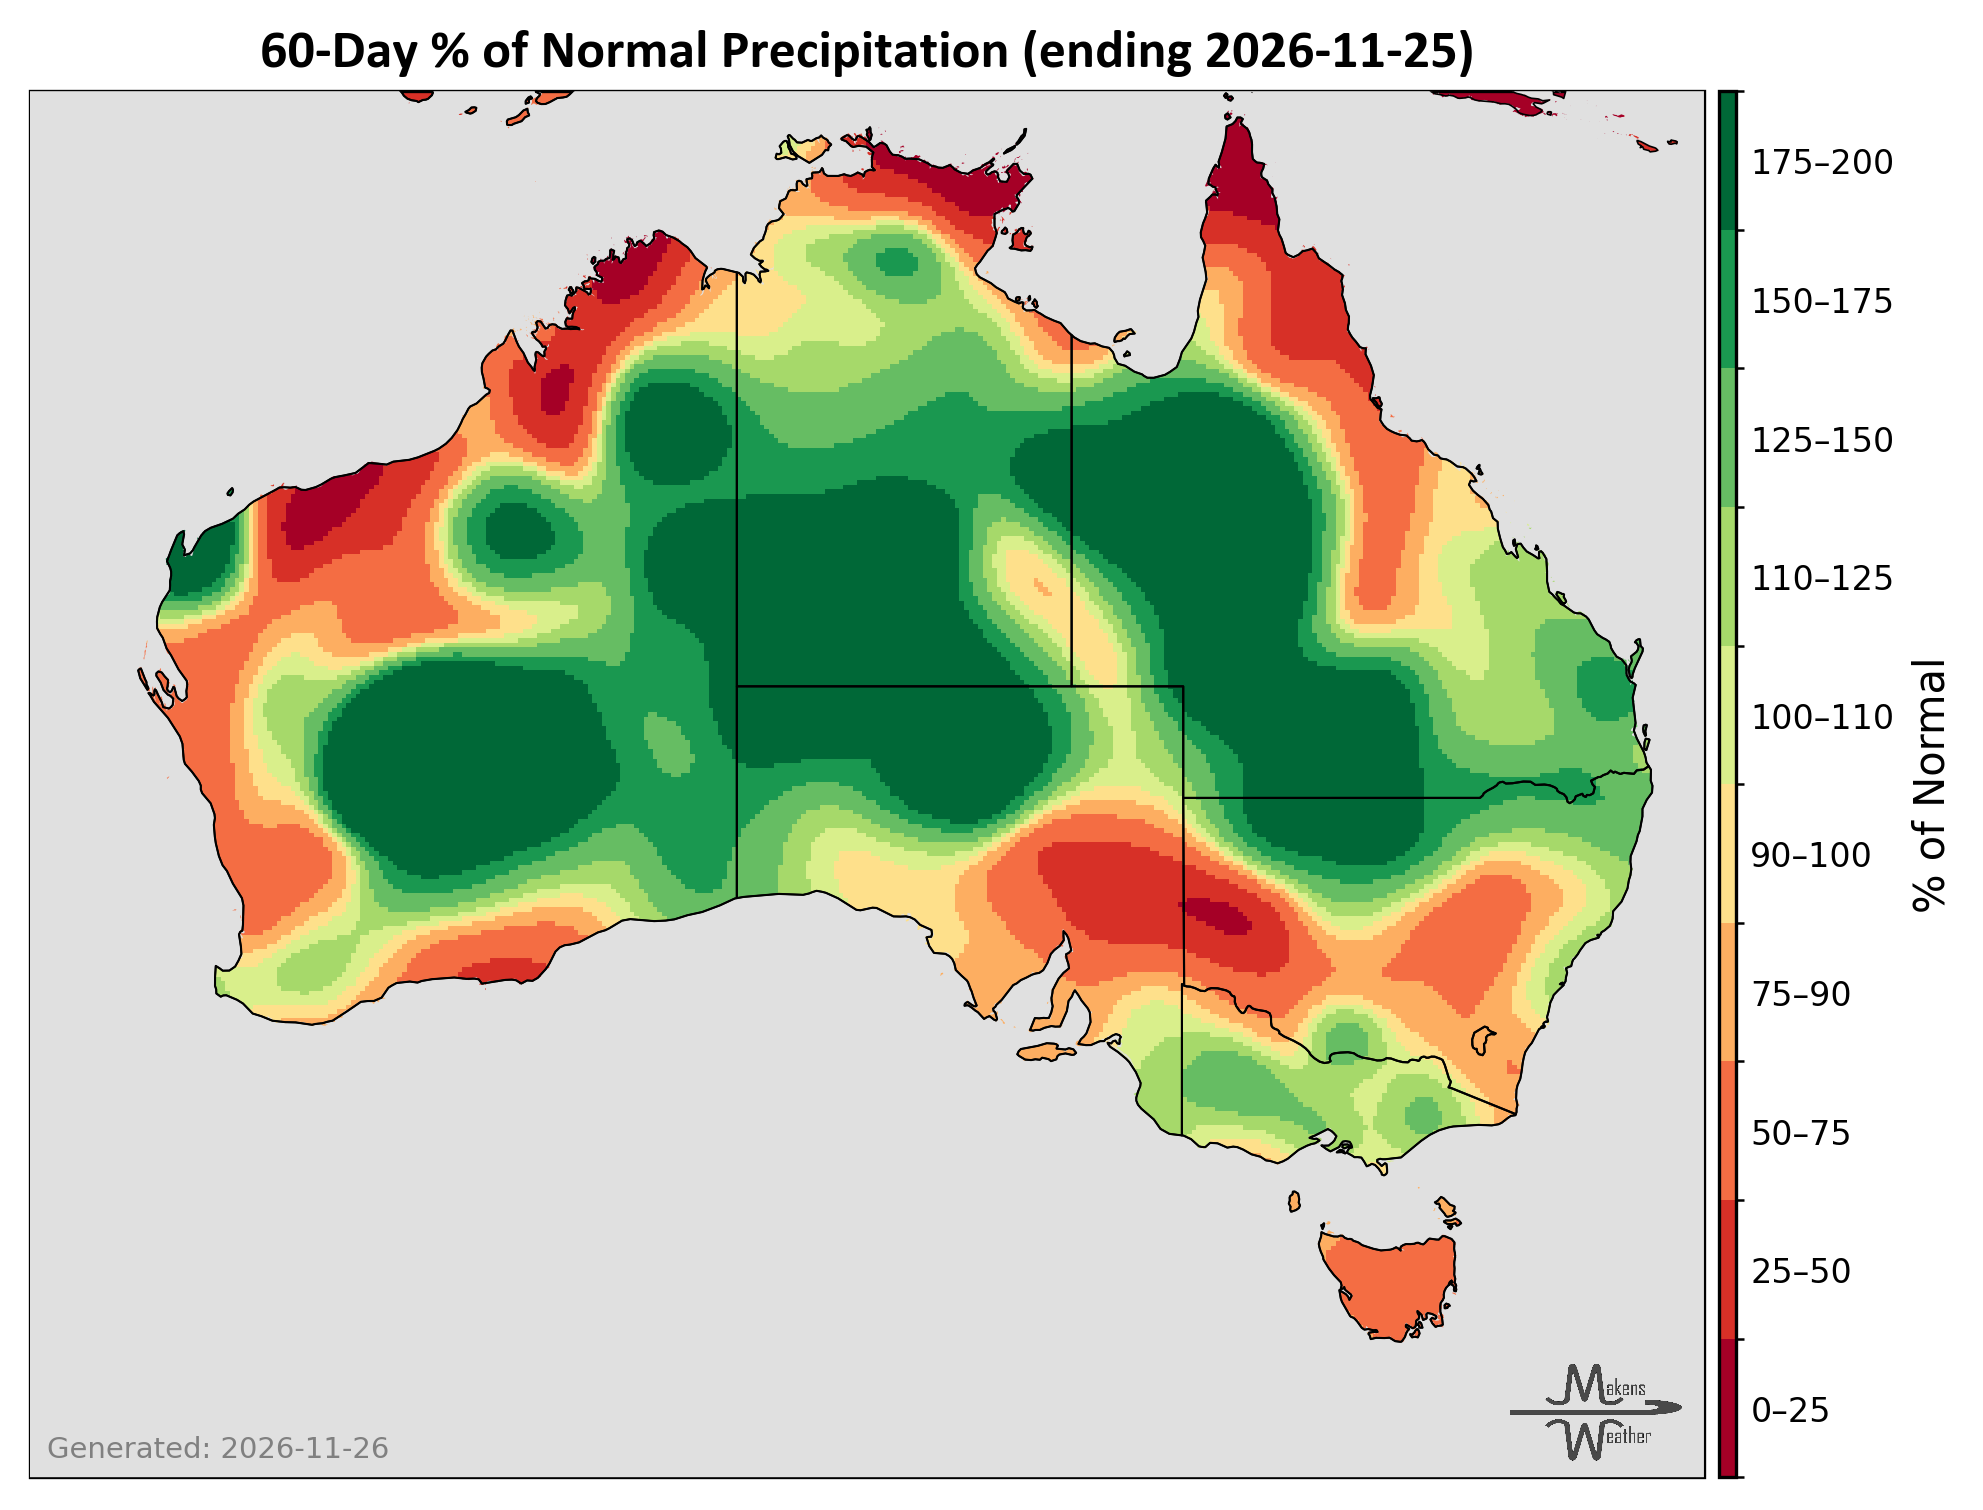 60-Day % of Normal Precipitation (ending 2026-11-25)
175–200
150–175
125–150
110–125
100–110
90–100
75–90
50–75
25–50
0–25
% of Normal
Makens
Weather
Generated: 2026-11-26